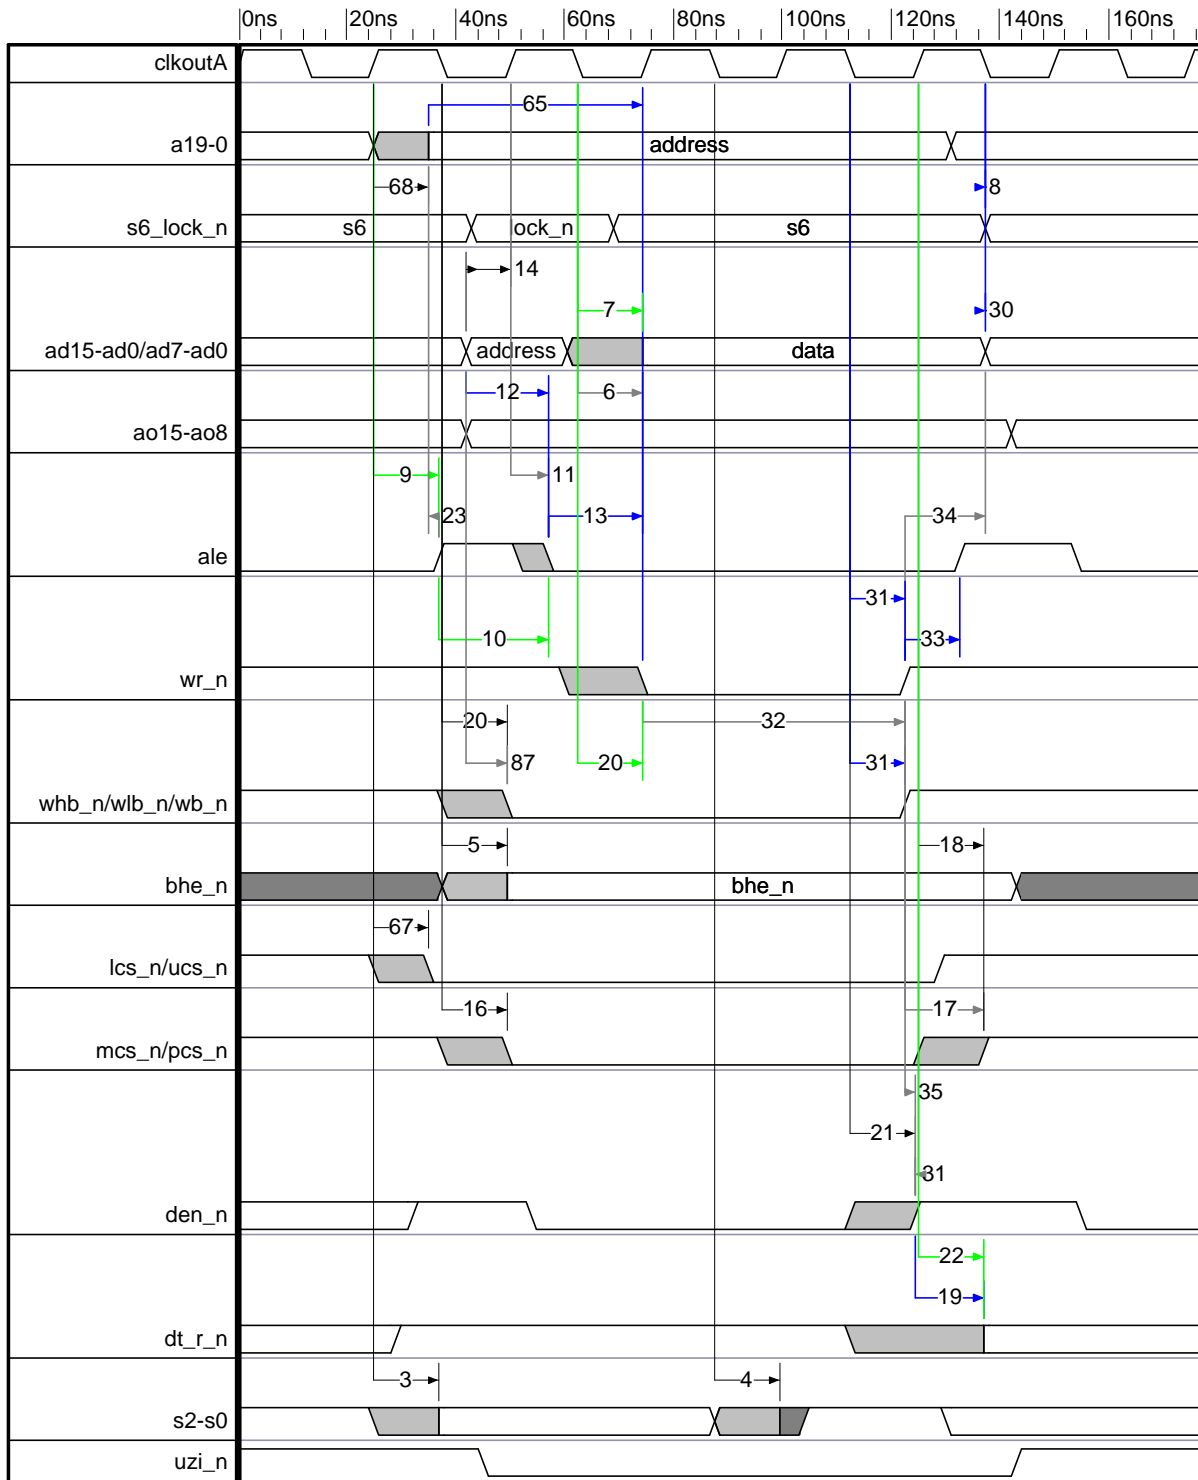 0ns 20ns 40ns 60ns 80ns 100ns 120ns 140ns 160ns
clkoutA
65
a19-0 address
68 8
s6_lock_n s6 lock_n s6
14
7 30
ad15-ad0/ad7-ad0 address data
12 6
ao15-ao8
9 11
23 13 34
ale
31
10 33
wr_n
20 32
87 20 31
whb_n/wlb_n/wb_n
5 18
bhe_n bhe_n
67
lcs_n/ucs_n
16 17
mcs_n/pcs_n
35
21
31
den_n
22
19
dt_r_n
3 4
s2-s0
uzi_n